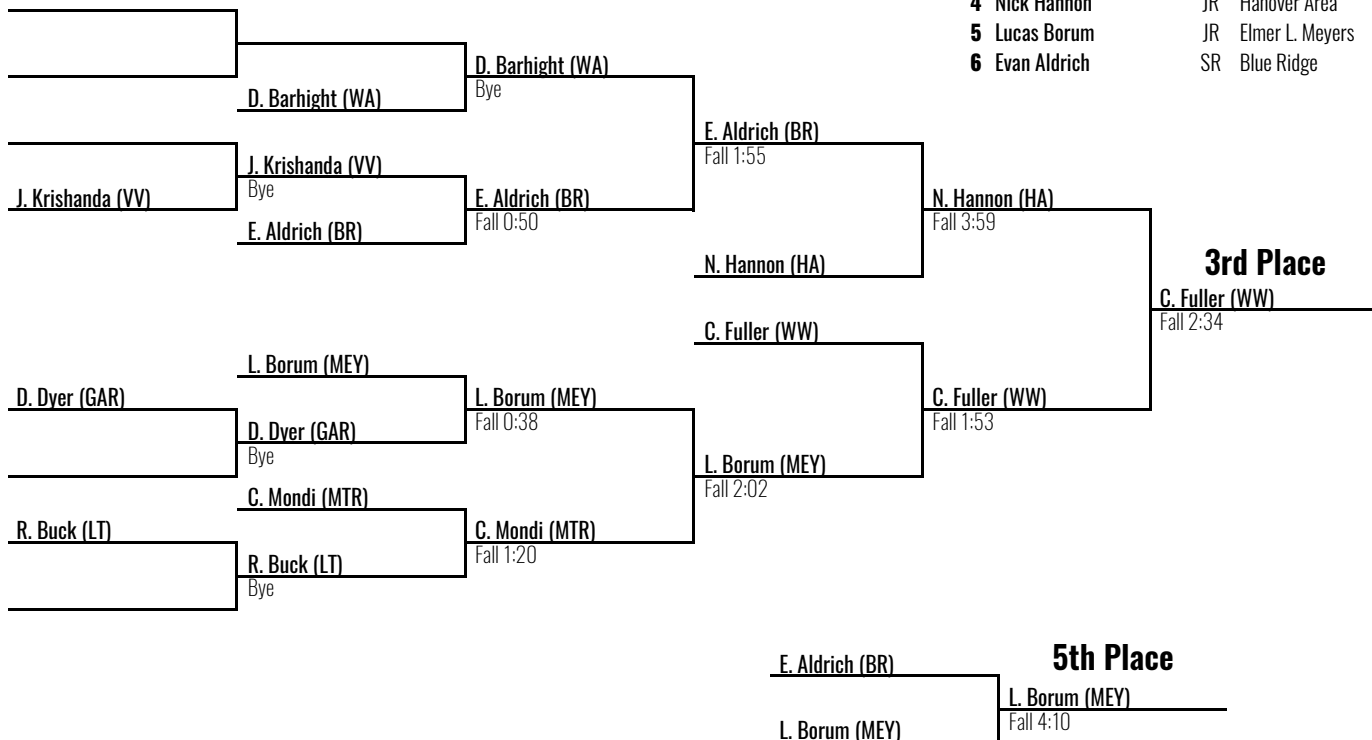 4 Nick Hannon JR Hanover Area
5 Lucas Borum JR Elmer L. Meyers
6 Evan Aldrich SR Blue Ridge
D. Barhight (WA)
Bye
D. Barhight (WA)
E. Aldrich (BR)
Fall 1:55
J. Krishanda (VV)
Bye
J. Krishanda (VV)
E. Aldrich (BR)
Fall 0:50
N. Hannon (HA)
Fall 3:59
E. Aldrich (BR)
N. Hannon (HA)
3rd Place
C. Fuller (WW)
Fall 2:34
C. Fuller (WW)
L. Borum (MEY)
D. Dyer (GAR)
L. Borum (MEY)
Fall 0:38
C. Fuller (WW)
Fall 1:53
D. Dyer (GAR)
Bye
L. Borum (MEY)
Fall 2:02
C. Mondi (MTR)
R. Buck (LT)
C. Mondi (MTR)
Fall 1:20
R. Buck (LT)
Bye
5th Place
E. Aldrich (BR)
L. Borum (MEY)
Fall 4:10
L. Borum (MEY)